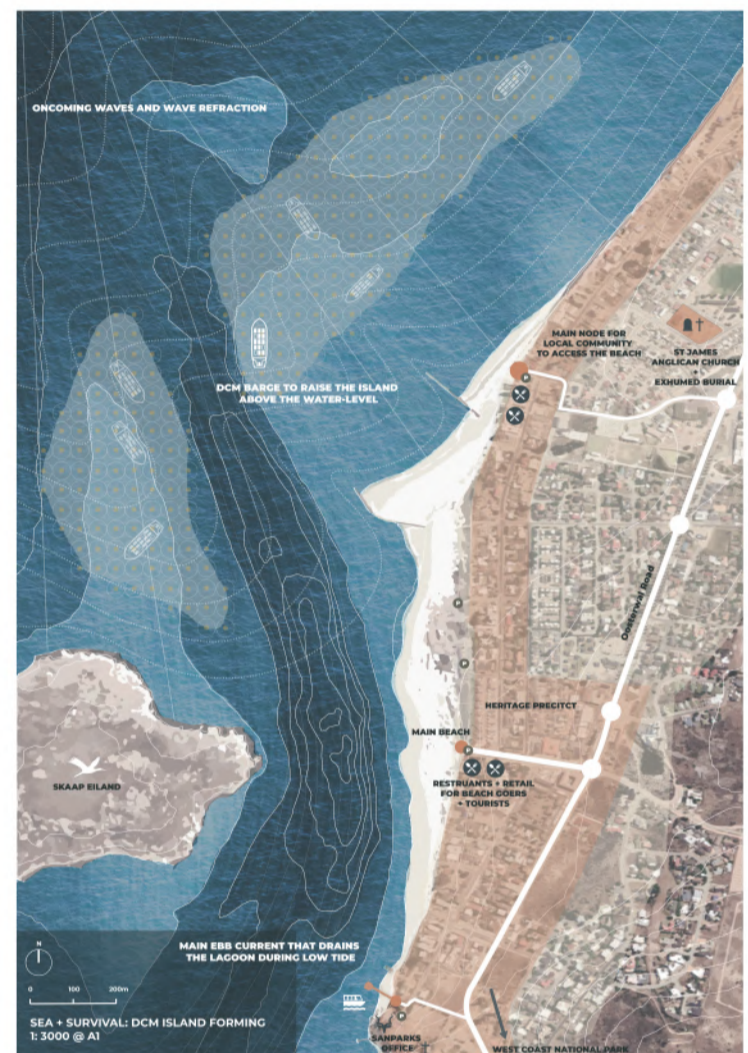 ONCOMING WAVES AND WAVE REFRACTION
MAIN NODE FOR
LOCAL COMMUNITY
TO ACCESS THE BEACH
ST JAMES
ANGLICAN CHURCH
+
EXHUMED BURIAL
DCM BARGE TO RAISE THE ISLAND
ABOVE THE WATER-LEVEL
P
Oosterwal Road
P
P
HERITAGE PRECITCT
MAIN BEACH
P
RESTRUANTS + RETAIL
FOR BEACH GOERS
+ TOURISTS
SKAAP EILAND
MAIN EBB CURRENT THAT DRAINS
THE LAGOON DURING LOW TIDE
N
0 100 200m
SEA + SURVIVAL: DCM ISLAND FORMING
1: 3000 @ A1
P
SANPARKS
OFFICE
WEST COAST NATIONAL PARK